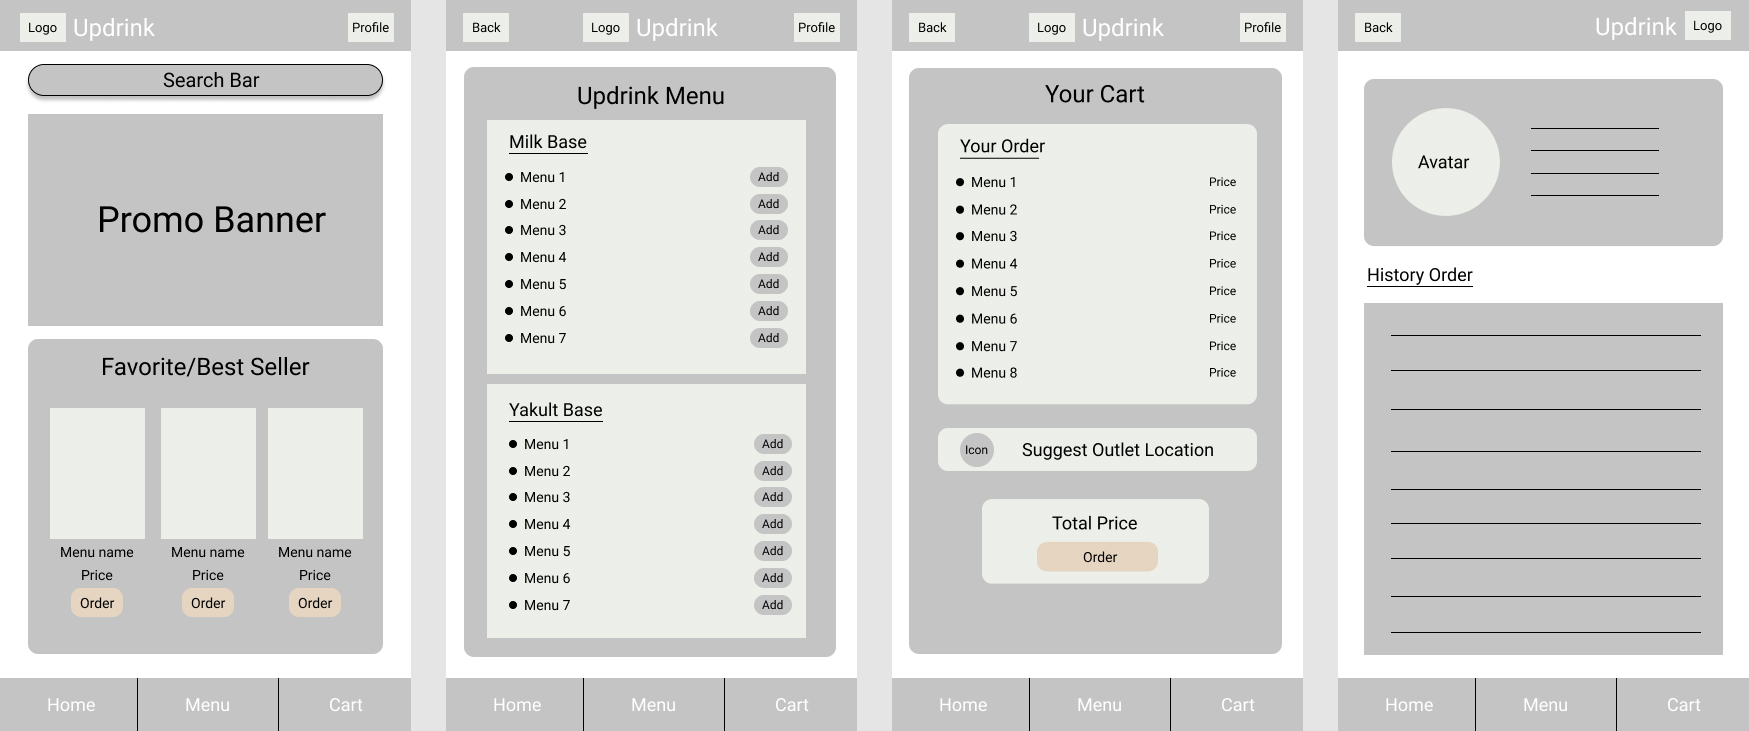 Logo Updrink Profile
Search Bar
Promo Banner
Favorite/Best Seller
Menu name Menu name Menu name
Price Price Price
Order Order Order
Home Menu Cart
Back Logo Updrink Profile
Updrink Menu
Milk Base
Menu 1 Add
Menu 2 Add
Menu 3 Add
Menu 4 Add
Menu 5 Add
Menu 6 Add
Menu 7 Add
Yakult Base
Menu 1 Add
Menu 2 Add
Menu 3 Add
Menu 4 Add
Menu 5 Add
Menu 6 Add
Menu 7 Add
Home Menu Cart
Back Logo Updrink Profile
Your Cart
Your Order
Menu 1 Price
Menu 2 Price
Menu 3 Price
Menu 4 Price
Menu 5 Price
Menu 6 Price
Menu 7 Price
Menu 8 Price
Icon Suggest Outlet Location
Total Price
Order
Home Menu Cart
Back Updrink Logo
Avatar
History Order
Home Menu Cart